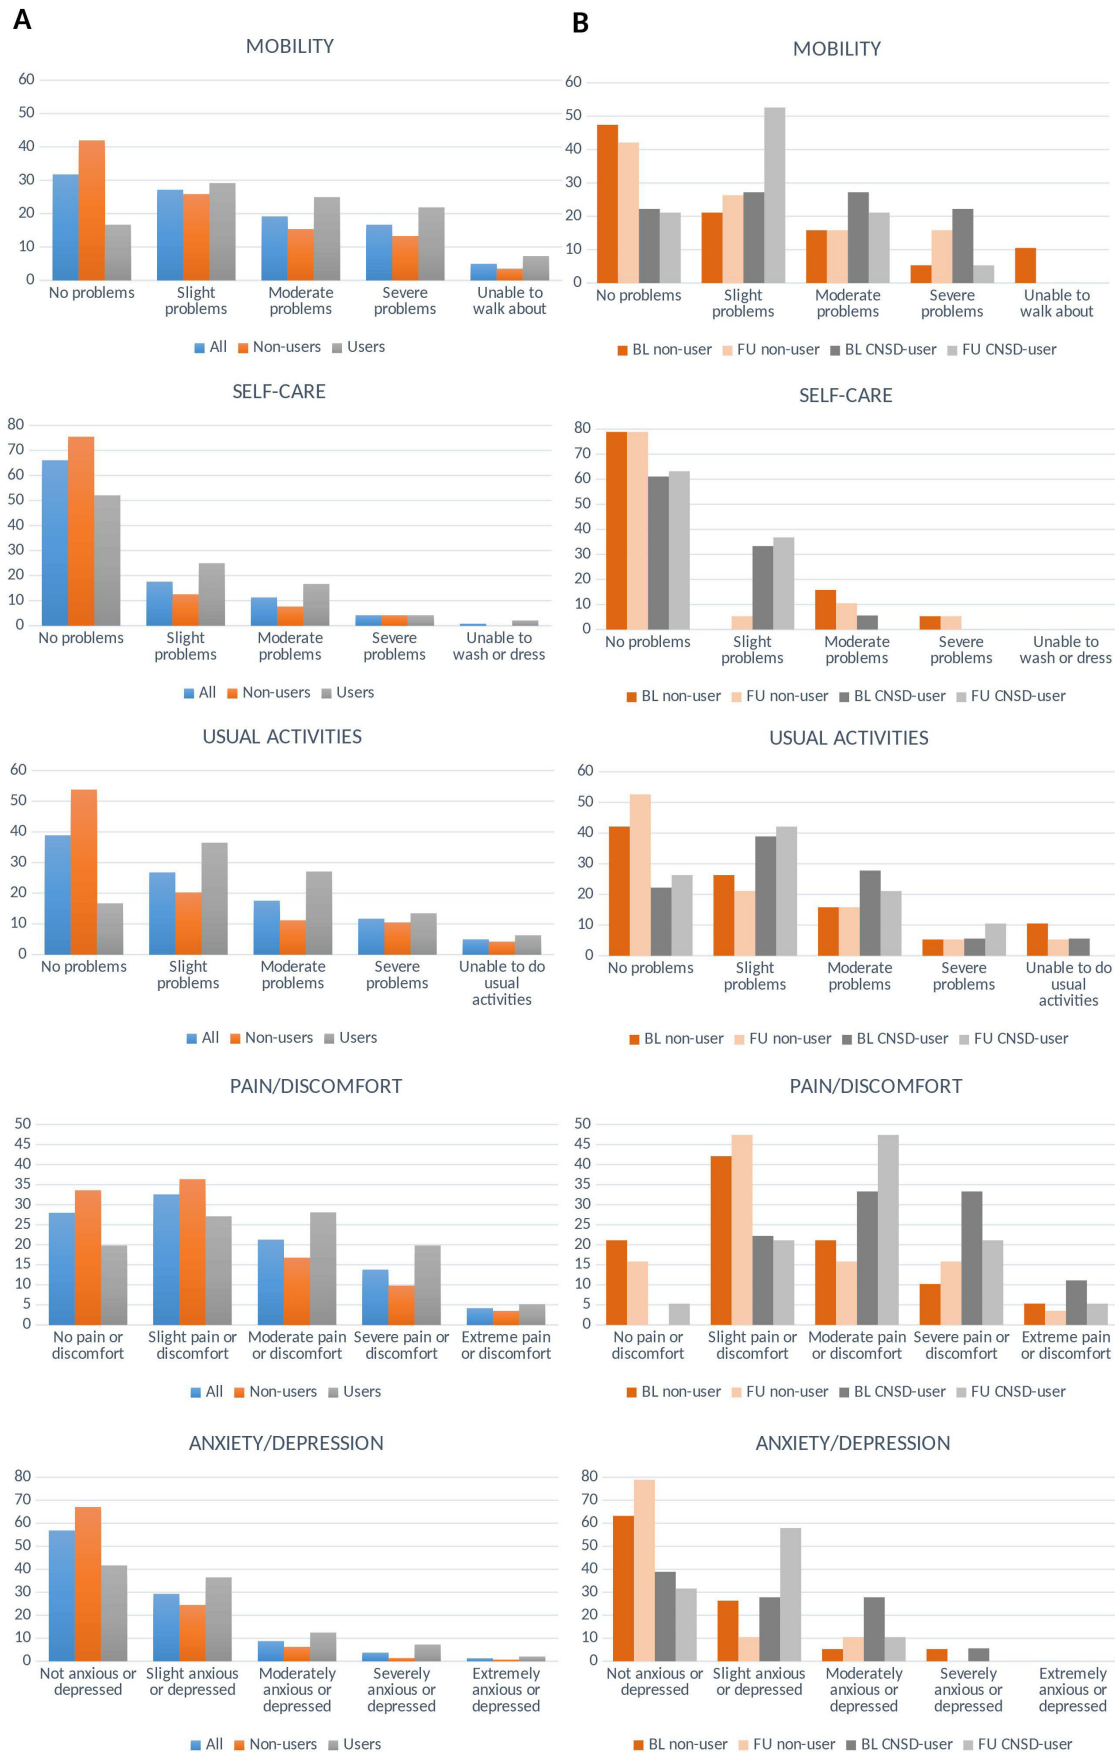 A
MOBILITY
60
50
40
30
20
10
0
No problems Slight problems Moderate problems Severe problems Unable to walk about
All Non-users Users
SELF-CARE
80
70
60
50
40
30
20
10
0
No problems Slight problems Moderate problems Severe problems Unable to wash or dress
All Non-users Users
USUAL ACTIVITIES
60
50
40
30
20
10
0
No problems Slight problems Moderate problems Severe problems Unable to do usual activities
All Non-users Users
PAIN/DISCOMFORT
50
45
40
35
30
25
20
15
10
5
0
No pain or discomfort Slight pain or discomfort Moderate pain or discomfort Severe pain or discomfort Extreme pain or discomfort
All Non-users Users
ANXIETY/DEPRESSION
80
70
60
50
40
30
20
10
0
Not anxious or depressed Slight anxious or depressed Moderately anxious or depressed Severely anxious or depressed Extremely anxious or depressed
All Non-users Users
B
MOBILITY
60
50
40
30
20
10
0
No problems Slight problems Moderate problems Severe problems Unable to walk about
BL non-user FU non-user BL CNSD-user FU CNSD-user
SELF-CARE
80
70
60
50
40
30
20
10
0
No problems Slight problems Moderate problems Severe problems Unable to wash or dress
BL non-user FU non-user BL CNSD-user FU CNSD-user
USUAL ACTIVITIES
60
50
40
30
20
10
0
No problems Slight problems Moderate problems Severe problems Unable to do usual activities
BL non-user FU non-user BL CNSD-user FU CNSD-user
PAIN/DISCOMFORT
50
45
40
35
30
25
20
15
10
5
0
No pain or discomfort Slight pain or discomfort Moderate pain or discomfort Severe pain or discomfort Extreme pain or discomfort
BL non-user FU non-user BL CNSD-user FU CNSD-user
ANXIETY/DEPRESSION
80
70
60
50
40
30
20
10
0
Not anxious or depressed Slight anxious or depressed Moderately anxious or depressed Severely anxious or depressed Extremely anxious or depressed
BL non-user FU non-user BL CNSD-user FU CNSD-user